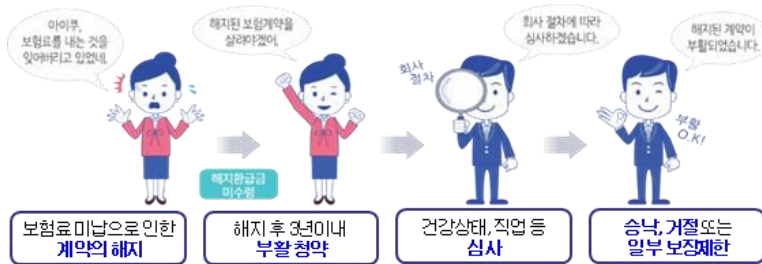 아이쿠,
보험료를 내는 것을
잊어버리고 있었네.
해지된 보험계약을
살려야겠어.
회사 절차에 따라
심사하겠습니다.
해지된 계약이
부활되었습니다.
회사
절차
부활
O.K!
해지환급금
미수령
보험료 미납으로 인한
계약의 해지
해지 후 3년이내
부활 청약
건강상태, 직업 등
심사
승낙, 거절 또는
일부 보장제한